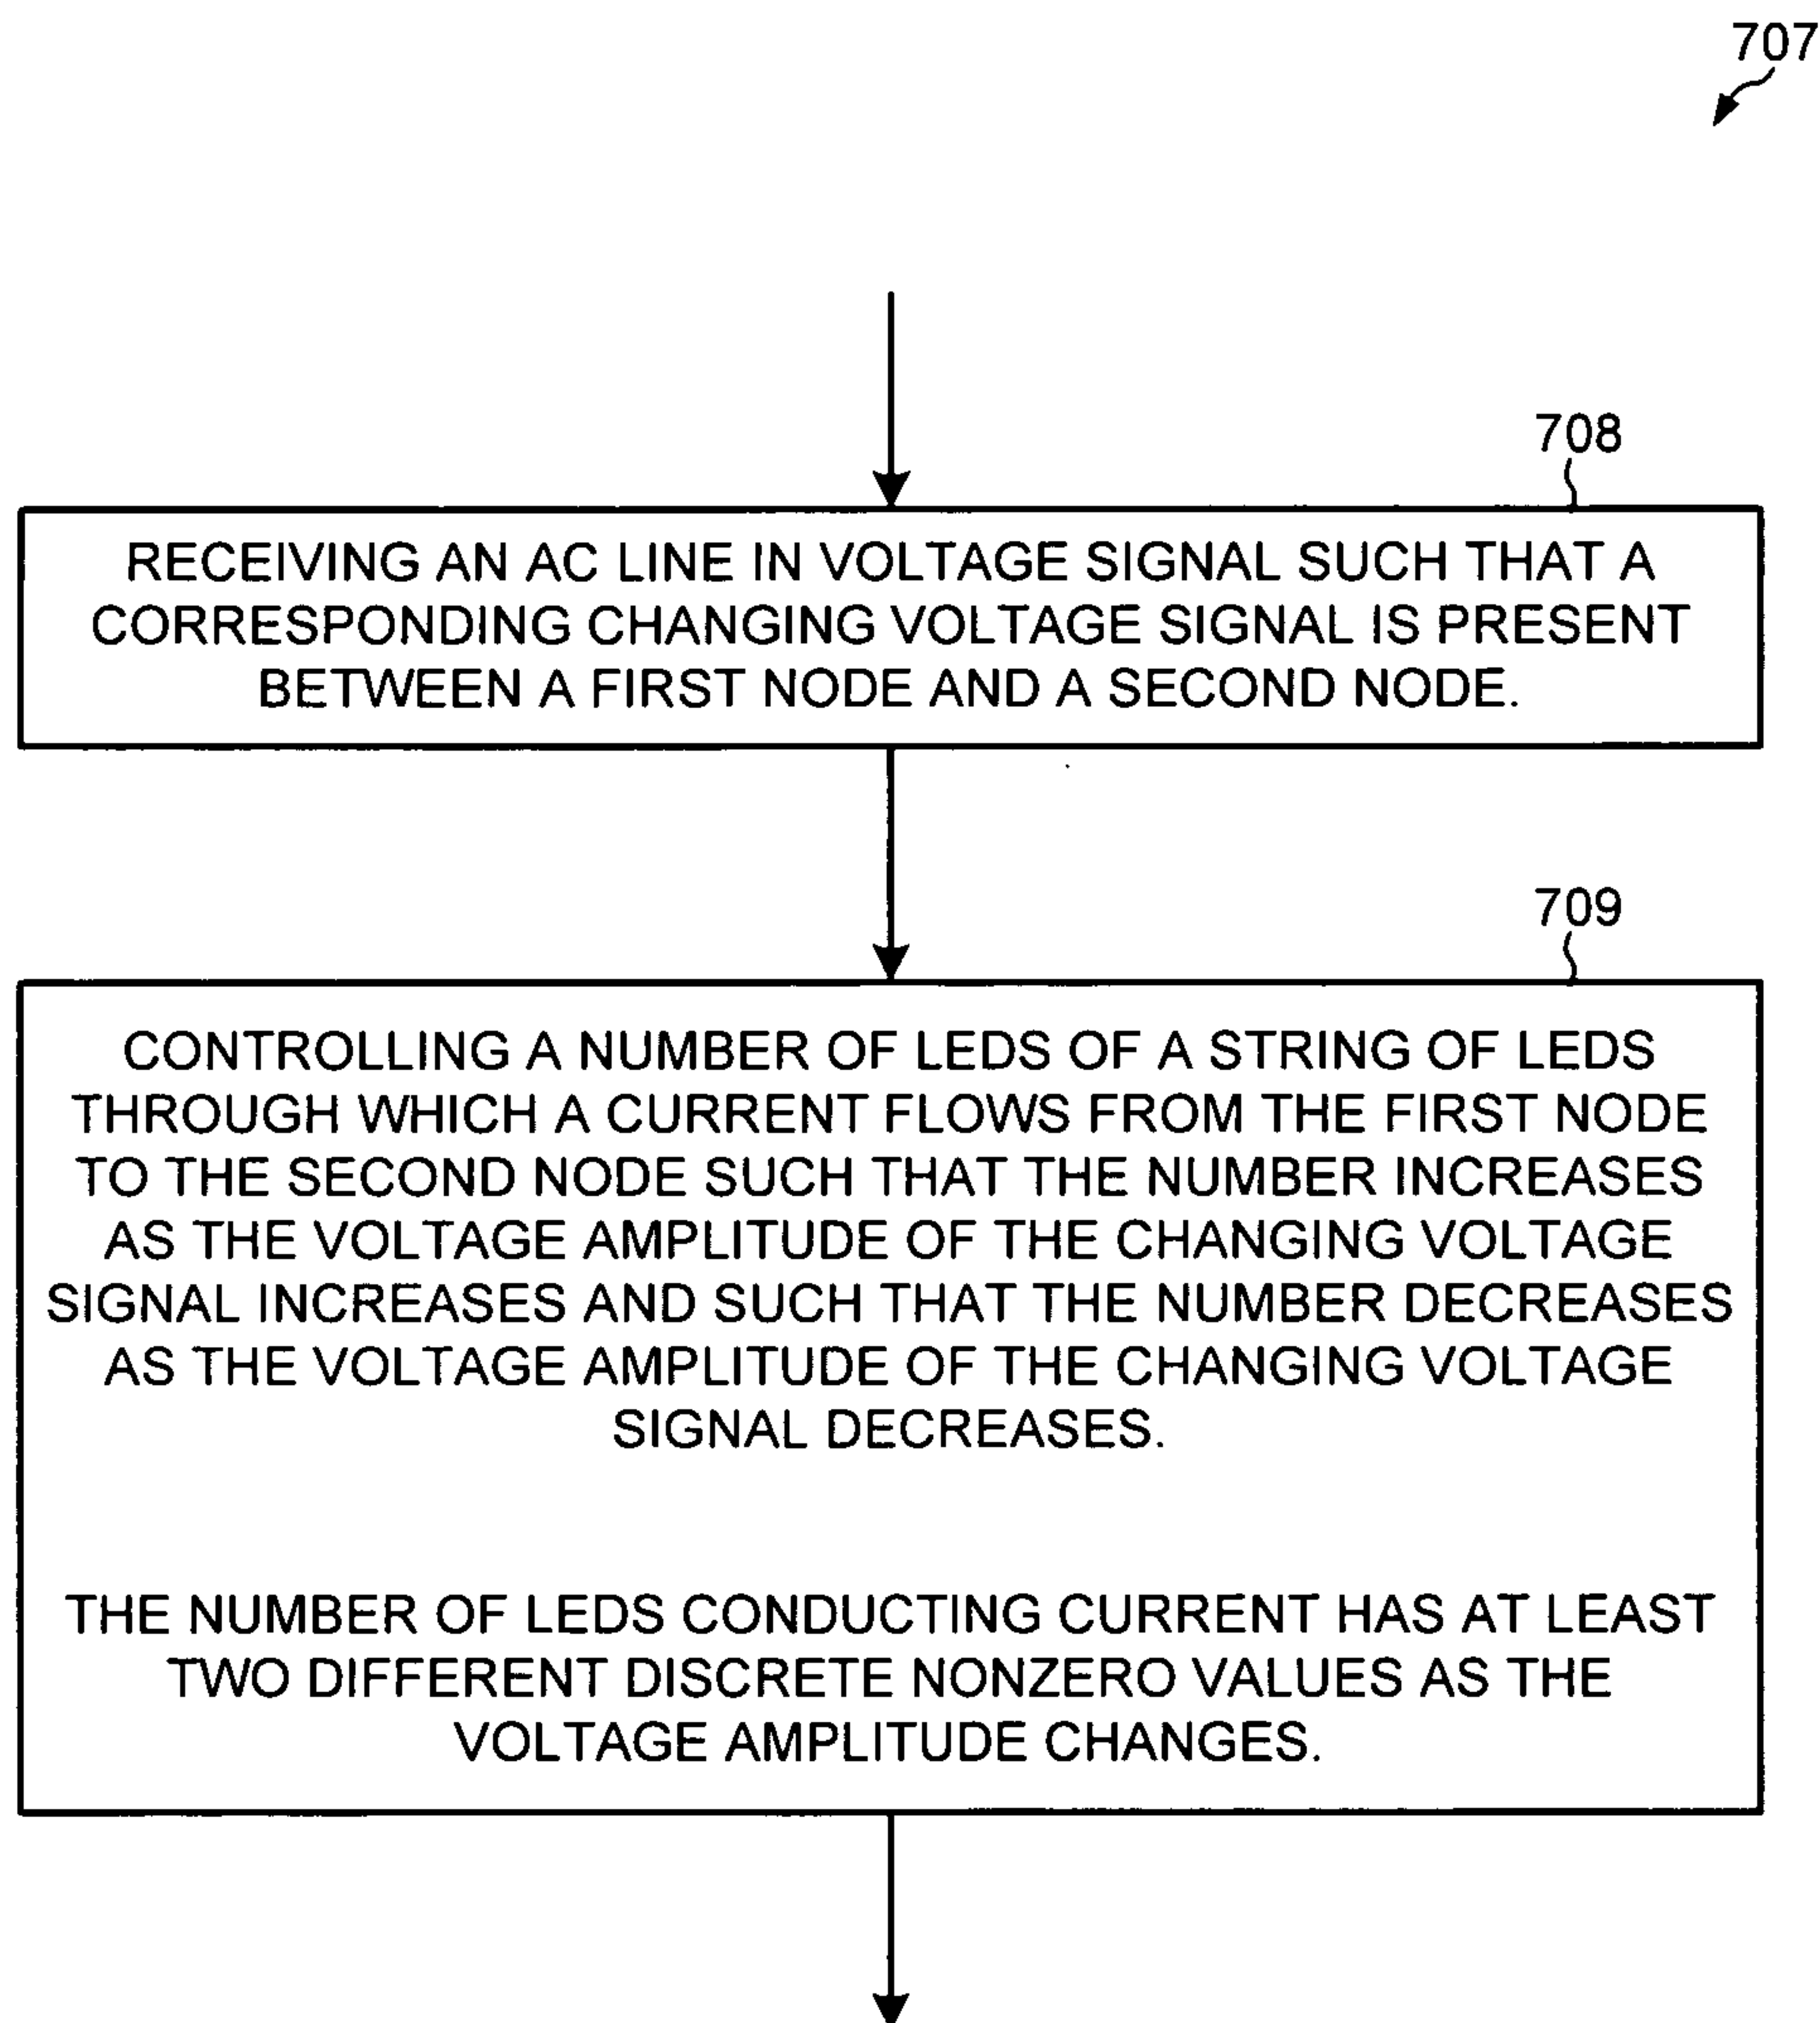 707
708
RECEIVING AN AC LINE IN VOLTAGE SIGNAL SUCH THAT A
CORRESPONDING CHANGING VOLTAGE SIGNAL IS PRESENT
BETWEEN A FIRST NODE AND A SECOND NODE.
709
CONTROLLING A NUMBER OF LEDS OF A STRING OF LEDS
THROUGH WHICH A CURRENT FLOWS FROM THE FIRST NODE
TO THE SECOND NODE SUCH THAT THE NUMBER INCREASES
AS THE VOLTAGE AMPLITUDE OF THE CHANGING VOLTAGE
SIGNAL INCREASES AND SUCH THAT THE NUMBER DECREASES
AS THE VOLTAGE AMPLITUDE OF THE CHANGING VOLTAGE
SIGNAL DECREASES.
THE NUMBER OF LEDS CONDUCTING CURRENT HAS AT LEAST
TWO DIFFERENT DISCRETE NONZERO VALUES AS THE
VOLTAGE AMPLITUDE CHANGES.